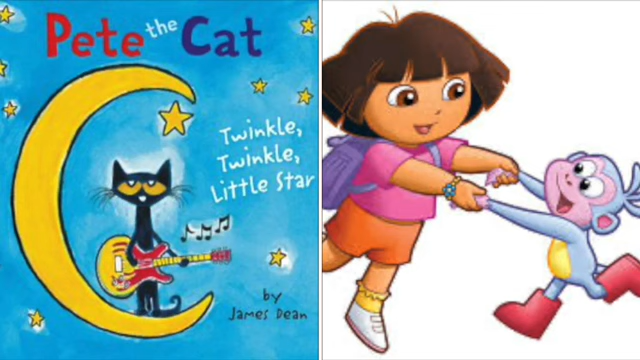 Pete the Cat
Twinkle,
Twinkle,
Little Star
by
James Dean